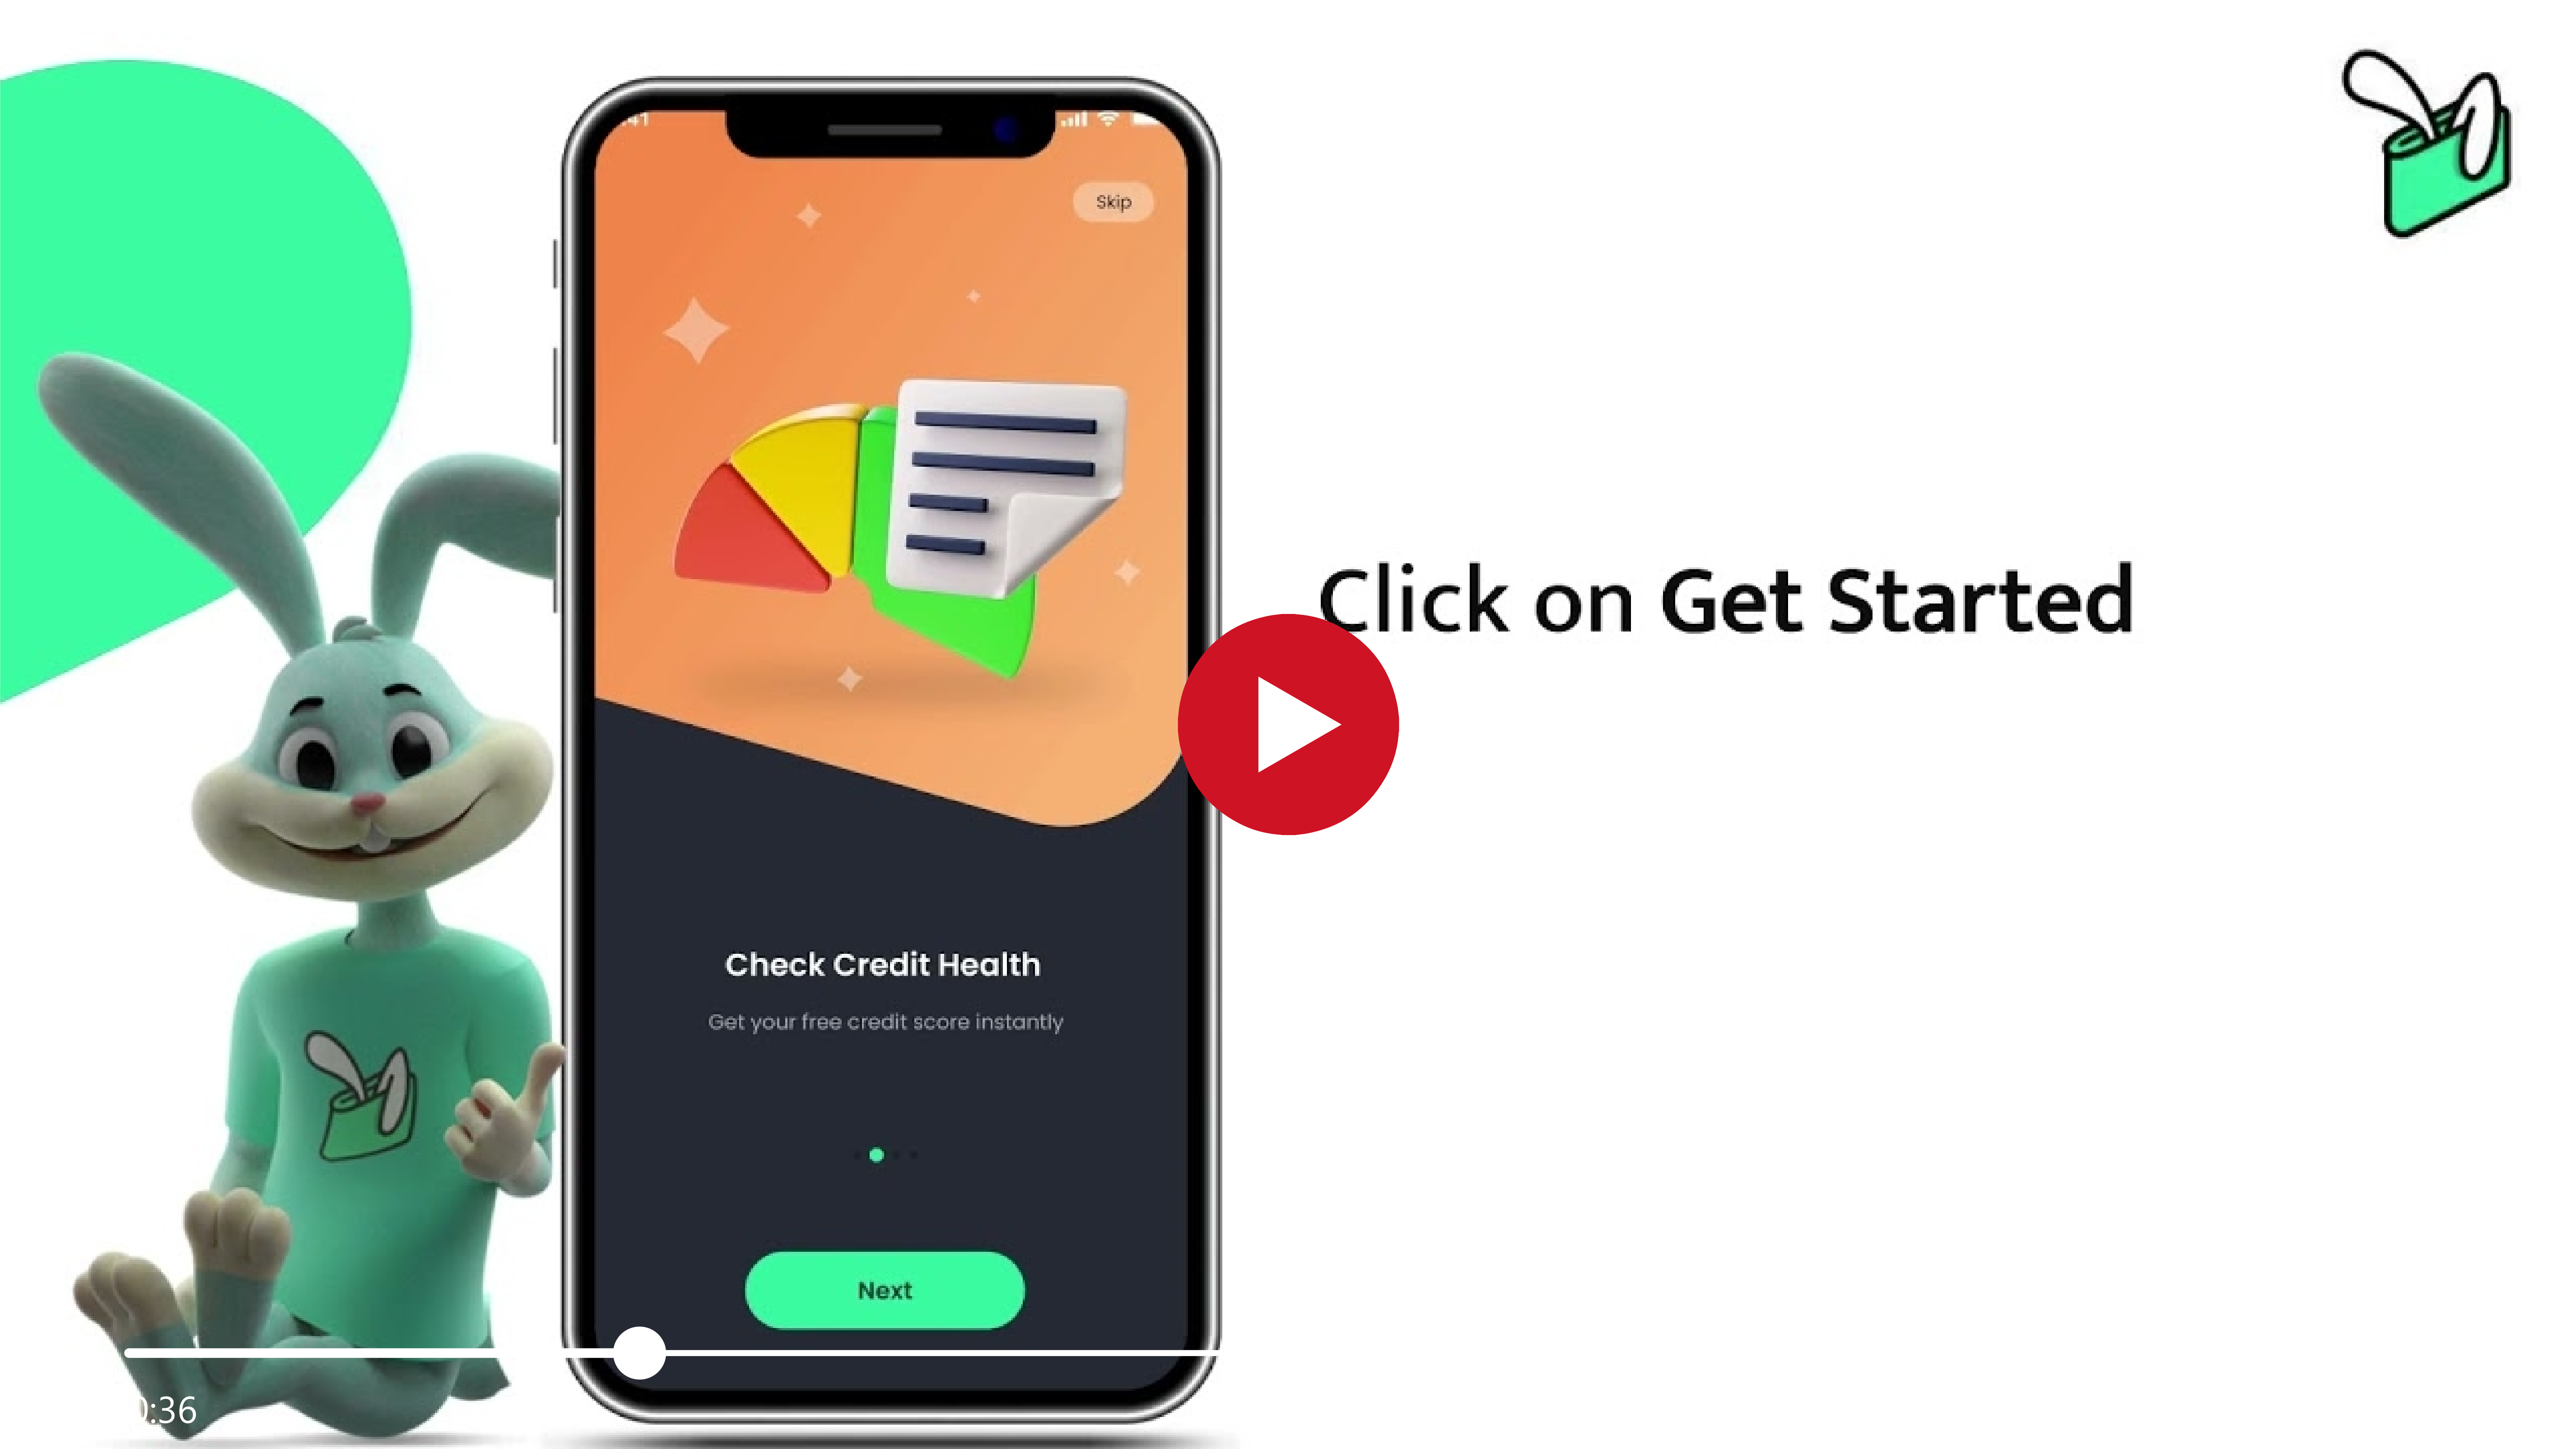 Skip
Click on Get Started
Check Credit Health
Get your free credit score instantly
Next